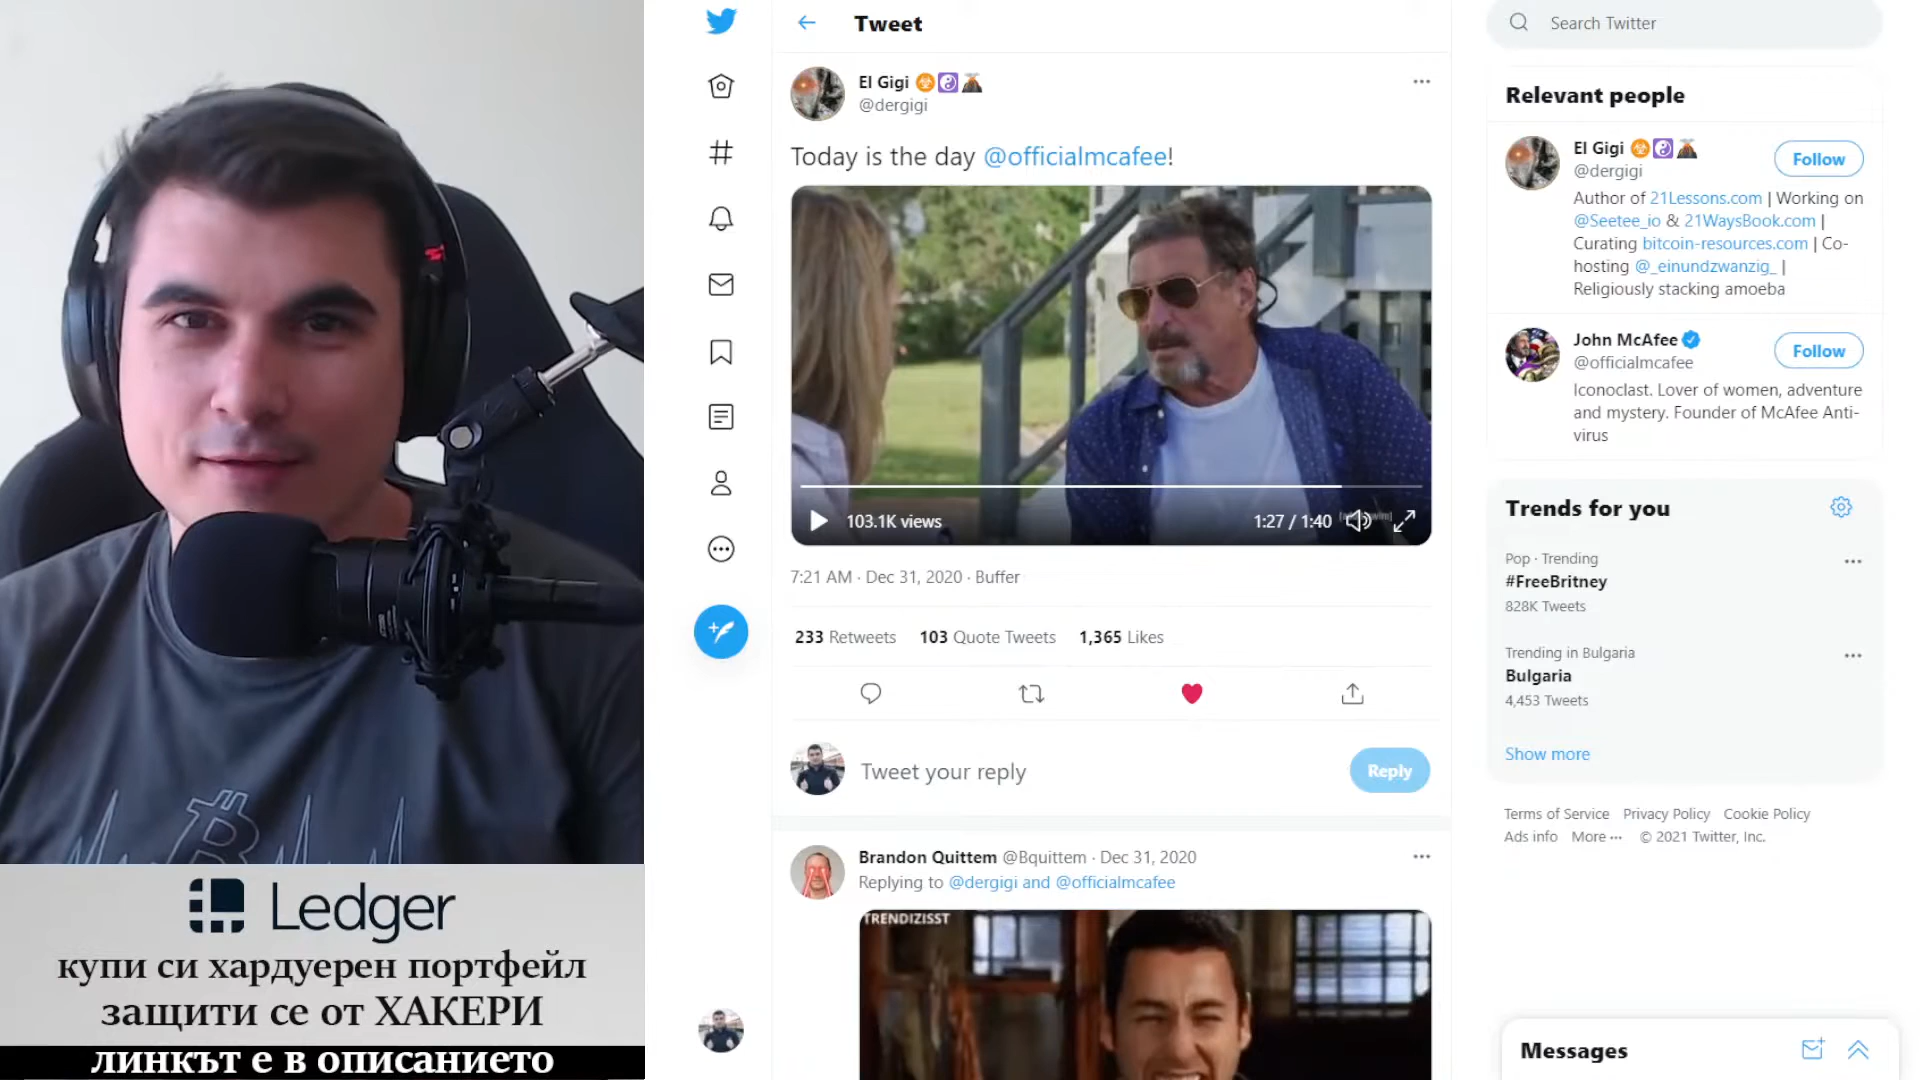 Ledger
купи си хардуерен портфейл
защити се от ХАКЕРИ
линкът е в описанието
Tweet
El Gigi
@dergigi
Today is the day @officialmcafee!
103.1K views
1:27 / 1:40
7:21 AM · Dec 31, 2020 · Buffer
233 Retweets 103 Quote Tweets 1,365 Likes
Tweet your reply
Reply
Brandon Quittem @Bquittem · Dec 31, 2020
Replying to @dergigi and @officialmcafee
TRENDIZISST
Search Twitter
Relevant people
El Gigi
@dergigi
Follow
Author of 21Lessons.com | Working on
@Seetee_io & 21WaysBook.com |
Curating bitcoin-resources.com | Co-
hosting @_einundzwanzig_ |
Religiously stacking amoeba
John McAfee
@officialmcafee
Follow
Iconoclast. Lover of women, adventure
and mystery. Founder of McAfee Anti-
virus
Trends for you
Pop · Trending
#FreeBritney
828K Tweets
Trending in Bulgaria
Bulgaria
4,453 Tweets
Show more
Terms of Service Privacy Policy Cookie Policy
Ads info More ··· © 2021 Twitter, Inc.
Messages